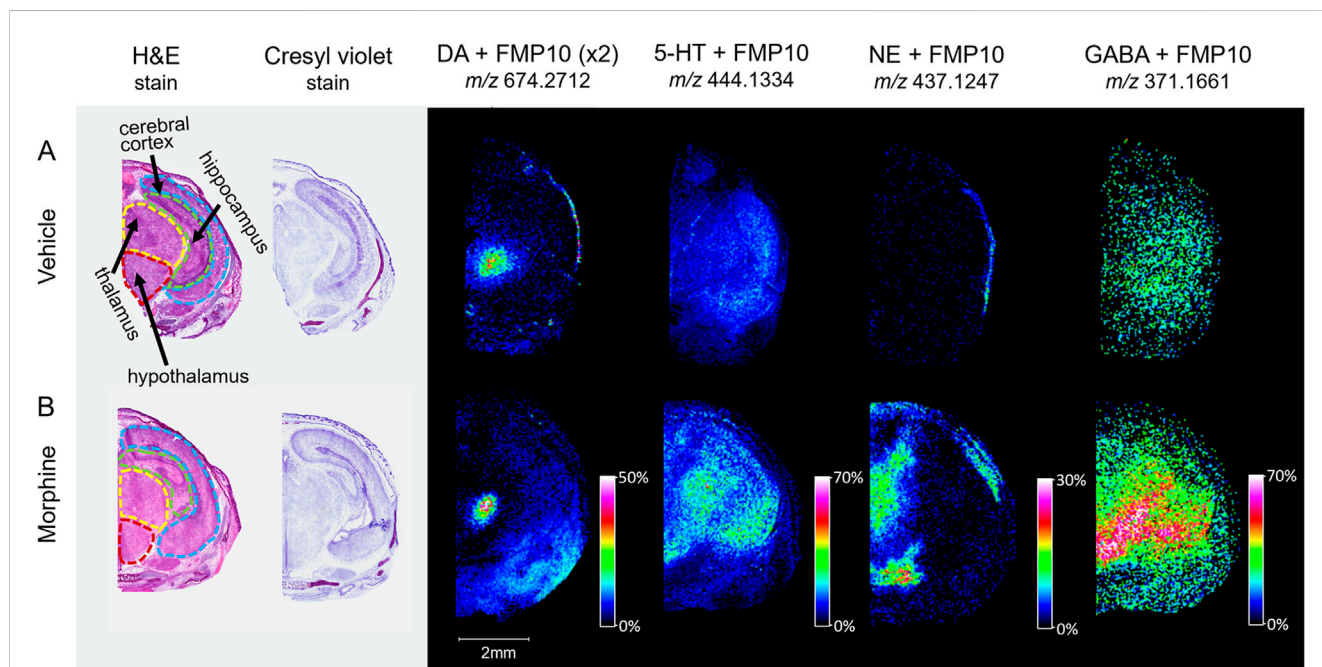 H&E
stain
Cresyl violet
stain
DA + FMP10 (x2)
m/z 674.2712
5-HT + FMP10
m/z 444.1334
NE + FMP10
m/z 437.1247
GABA + FMP10
m/z 371.1661
A
Vehicle
cerebral
cortex
hippocampus
thalamus
hypothalamus
B
Morphine
50%
0%
70%
0%
30%
0%
70%
0%
2mm